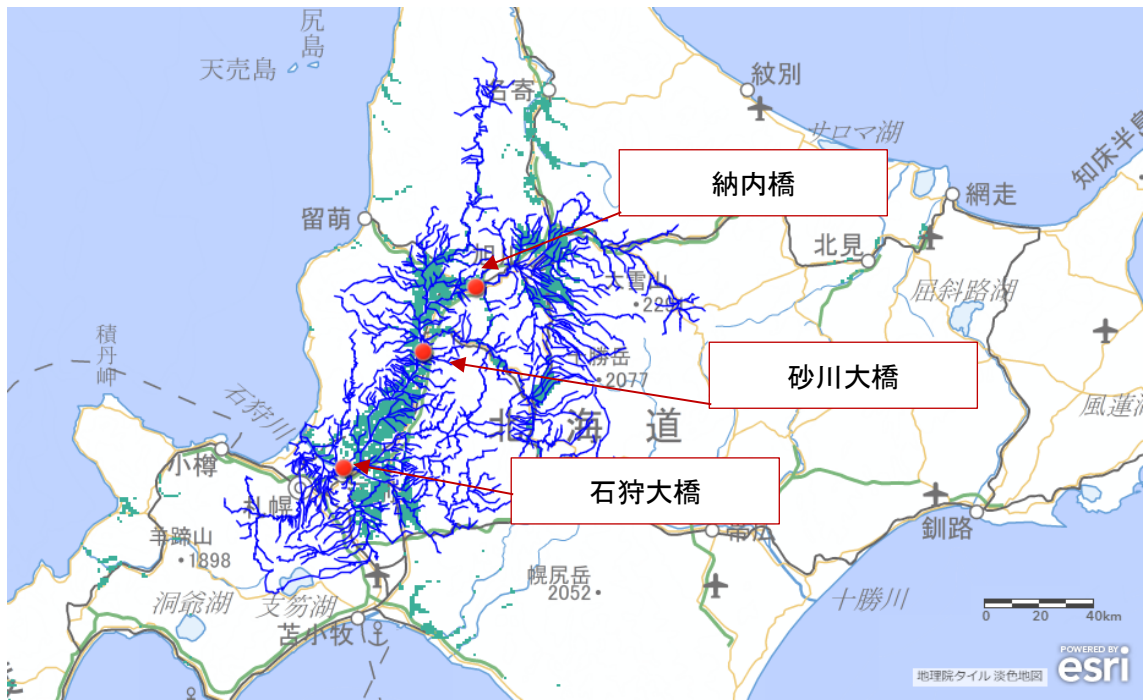 尻島
天売島
名寄
紋別
サロマ湖
知床半島
納内橋
網走
留萌
北見
旭川
大雪山
屈斜路湖
積丹岬
砂川大橋
十勝岳
・2077
風蓮湖
石狩川
北海道
小樽
石狩大橋
札幌
帯広
釧路
羊蹄山
・1898
幌尻岳
2052・
十勝川
洞爺湖
支笏湖
苫小牧
0 20 40km
地理院タイル 淡色地図
POWERED BY
esri